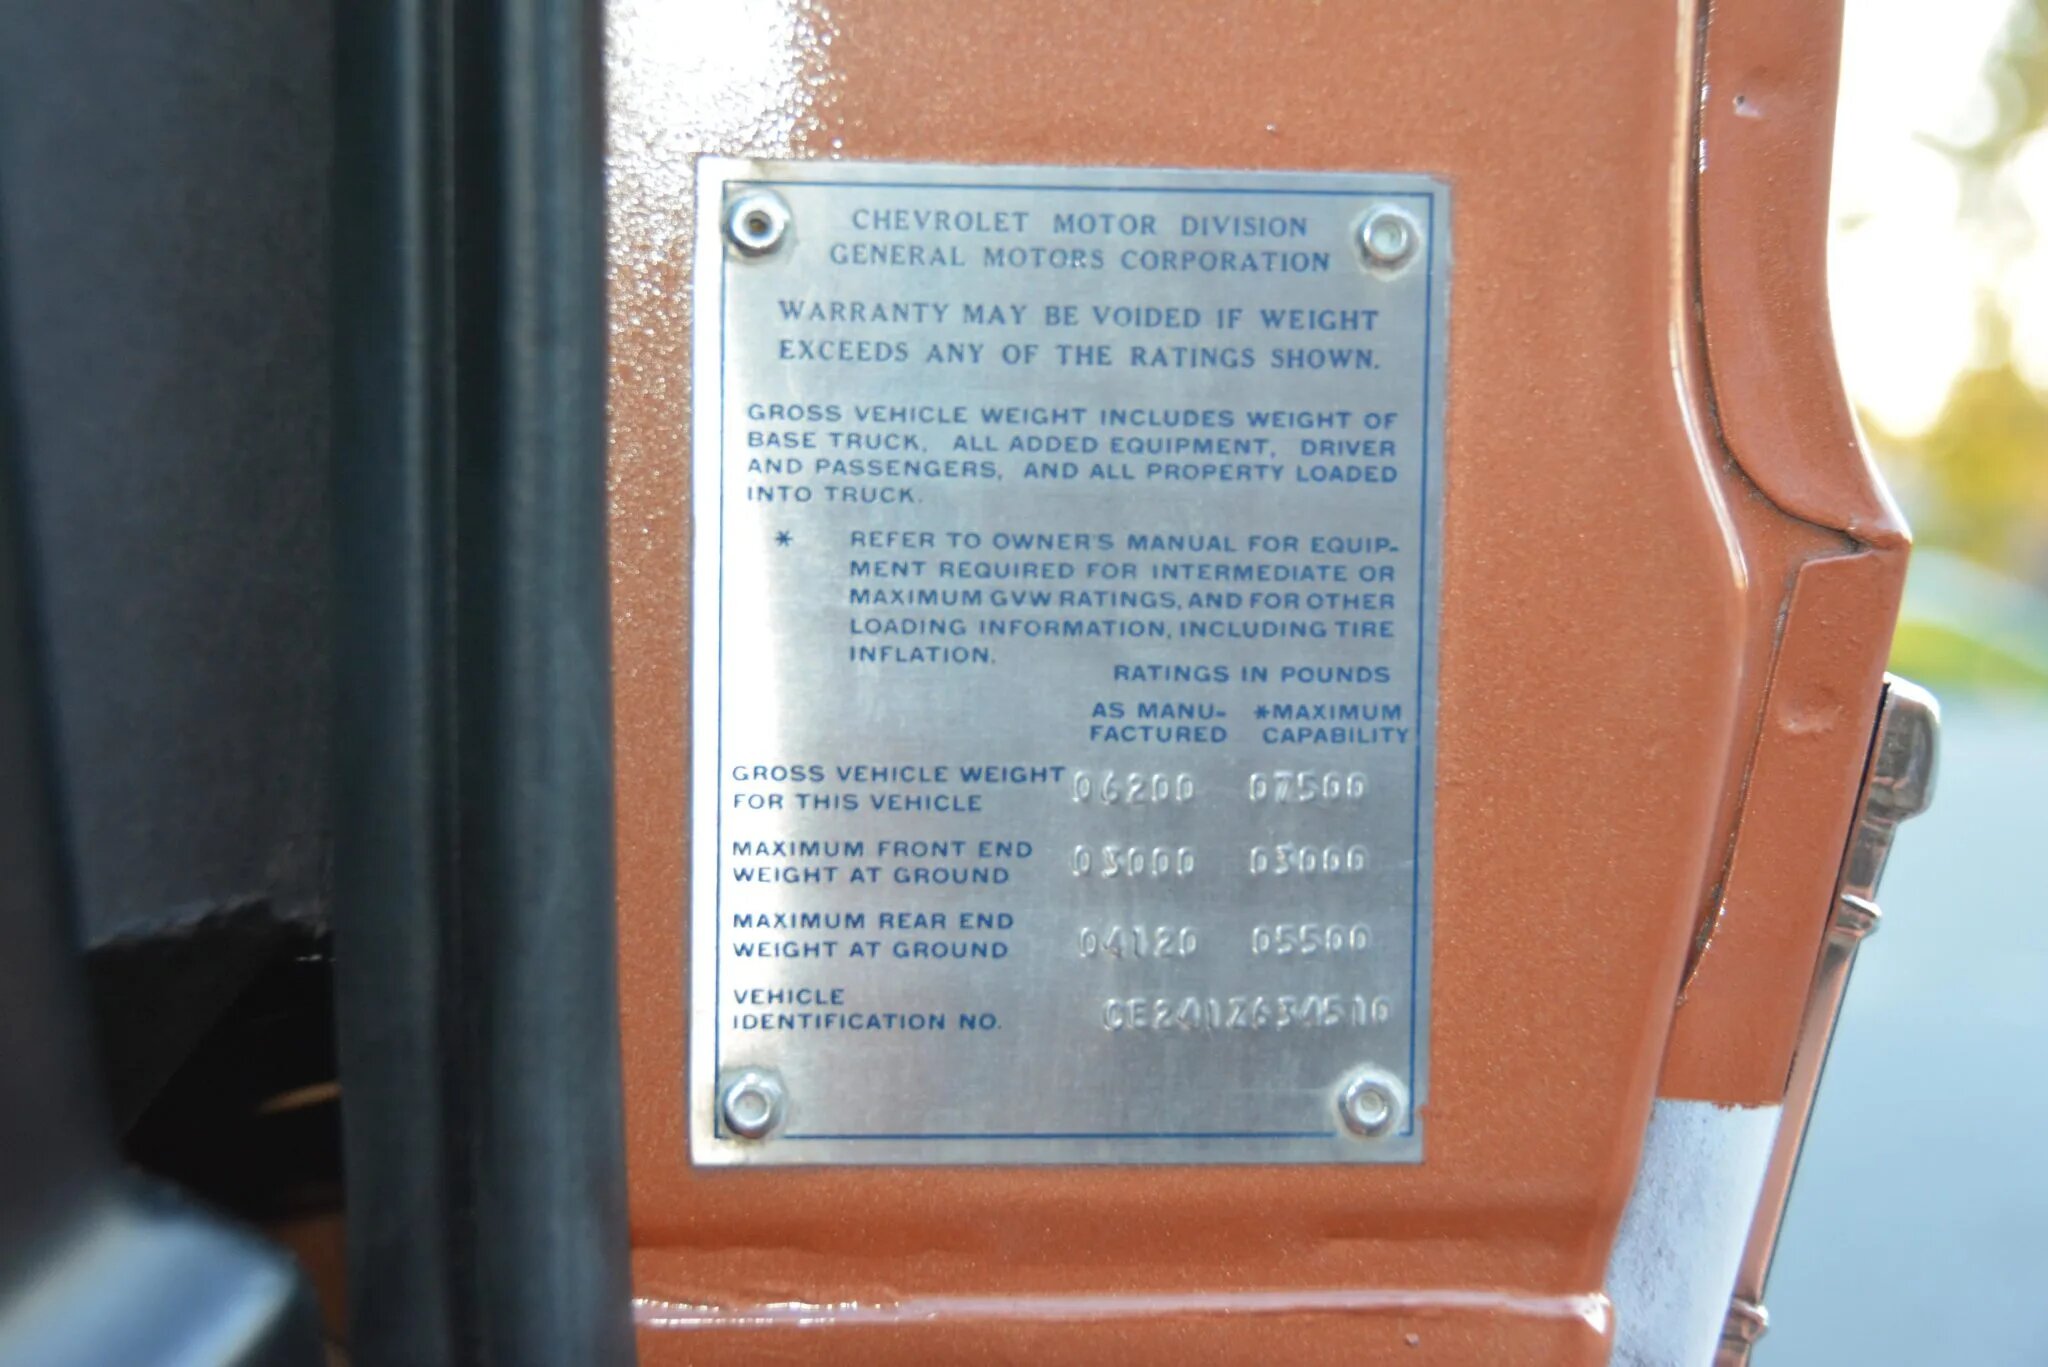 CHEVROLET MOTOR DIVISION
GENERAL MOTORS CORPORATION
WARRANTY MAY BE VOIDED IF WEIGHT
EXCEEDS ANY OF THE RATINGS SHOWN.
GROSS VEHICLE WEIGHT INCLUDES WEIGHT OF
BASE TRUCK, ALL ADDED EQUIPMENT, DRIVER
AND PASSENGERS, AND ALL PROPERTY LOADED
INTO TRUCK.
* REFER TO OWNER'S MANUAL FOR EQUIP-
MENT REQUIRED FOR INTERMEDIATE OR
MAXIMUM GVW RATINGS, AND FOR OTHER
LOADING INFORMATION, INCLUDING TIRE
INFLATION.
RATINGS IN POUNDS
AS MANU- *MAXIMUM
FACTURED CAPABILITY
GROSS VEHICLE WEIGHT 06200 07500
FOR THIS VEHICLE
MAXIMUM FRONT END 03000 03000
WEIGHT AT GROUND
MAXIMUM REAR END
WEIGHT AT GROUND 04120 05500
VEHICLE
IDENTIFICATION NO. CE241Z634510